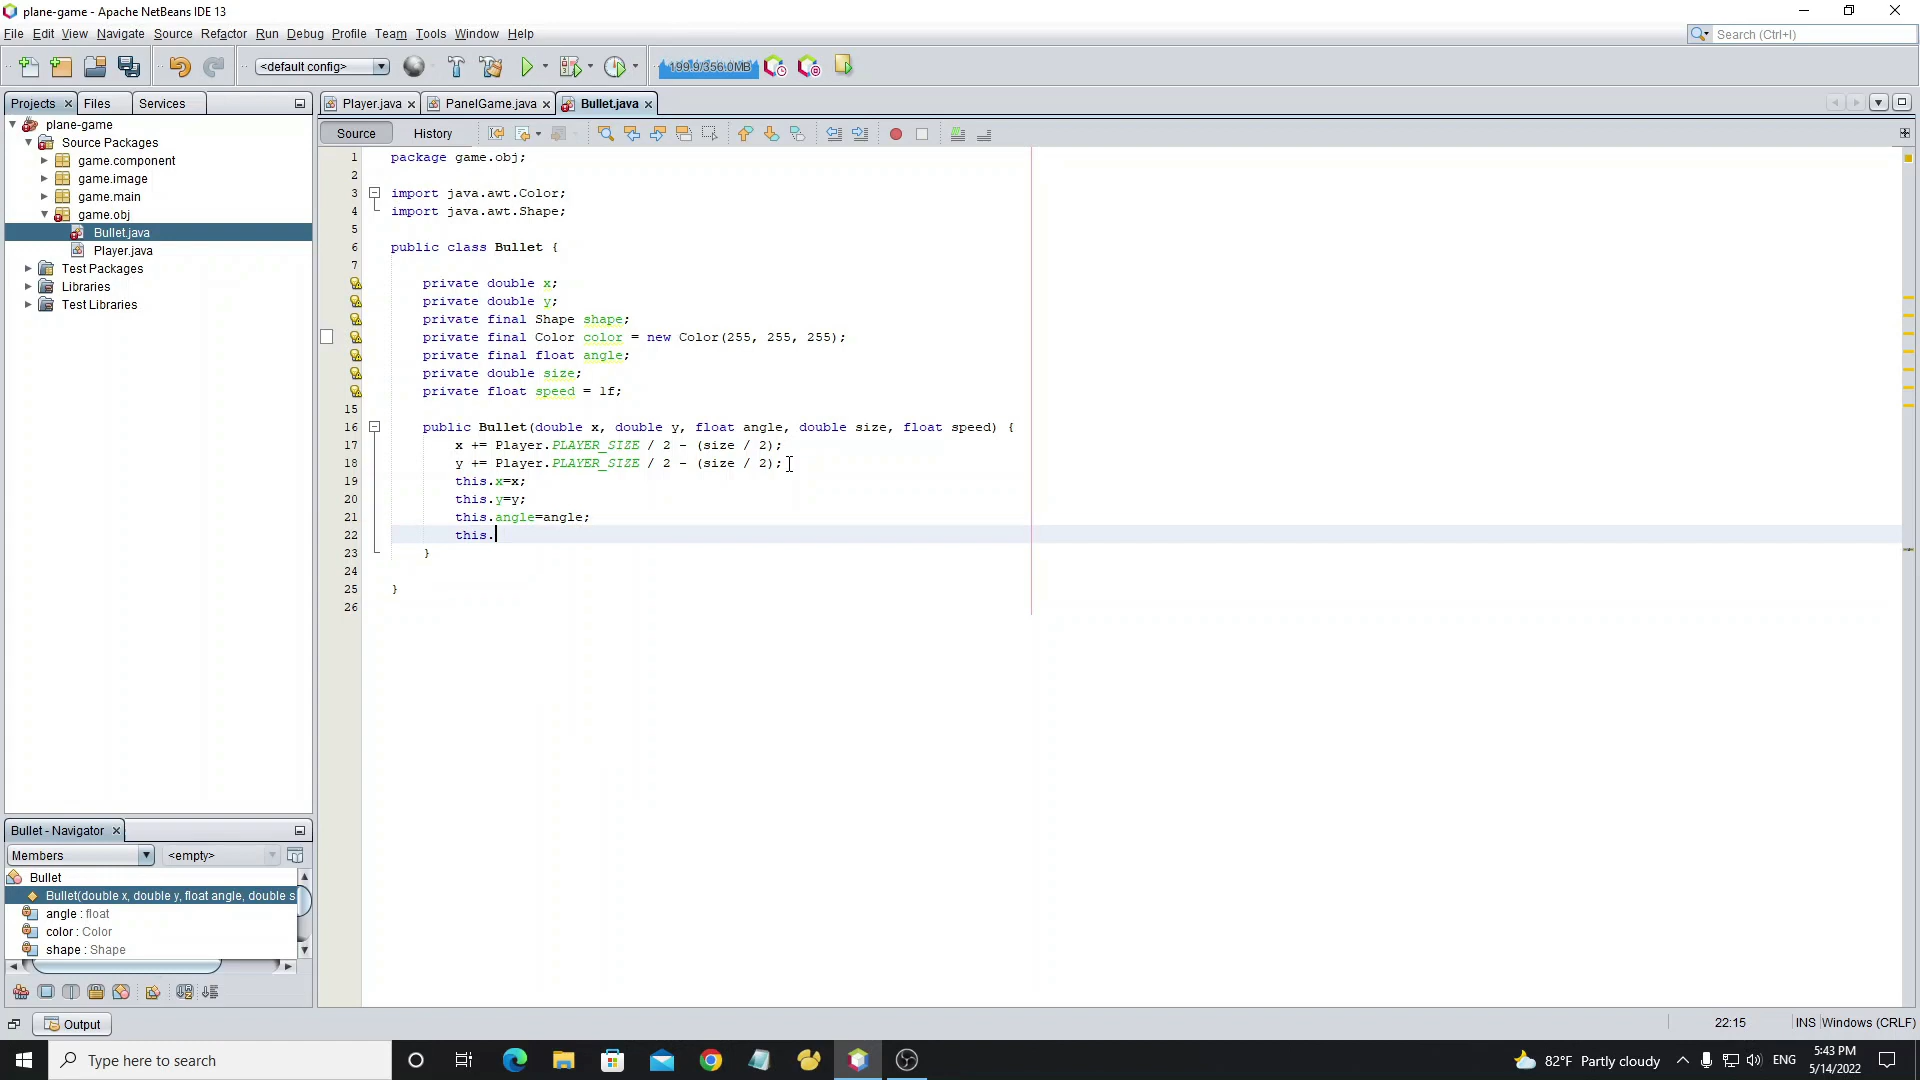 plane-game - Apache NetBeans IDE 13
File Edit View Navigate Source Refactor Run Debug Profile Team Tools Window Help
Search (Ctrl+I)
<default config>
199.9/356.0MB
Projects Files Services
Player.java PanelGame.java Bullet.java
Source History
plane-game
Source Packages
game.component
game.image
game.main
game.obj
Bullet.java
Player.java
Test Packages
Libraries
Test Libraries
1 package game.obj;
2
3 import java.awt.Color;
4 import java.awt.Shape;
5
6 public class Bullet {
7
private double x;
private double y;
private final Shape shape;
private final Color color = new Color(255, 255, 255);
private final float angle;
private double size;
private float speed = 1f;
15
16 public Bullet(double x, double y, float angle, double size, float speed) {
17 x += Player.PLAYER_SIZE / 2 - (size / 2);
18 y += Player.PLAYER_SIZE / 2 - (size / 2);
19 this.x=x;
20 this.y=y;
21 this.angle=angle;
22 this.
23 }
24
25 }
26
Bullet - Navigator
Members <empty>
Bullet
Bullet(double x, double y, float angle, double s
angle : float
color : Color
shape : Shape
Output
22:15 INS Windows (CRLF)
Type here to search
82°F Partly cloudy
ENG
5:43 PM
5/14/2022